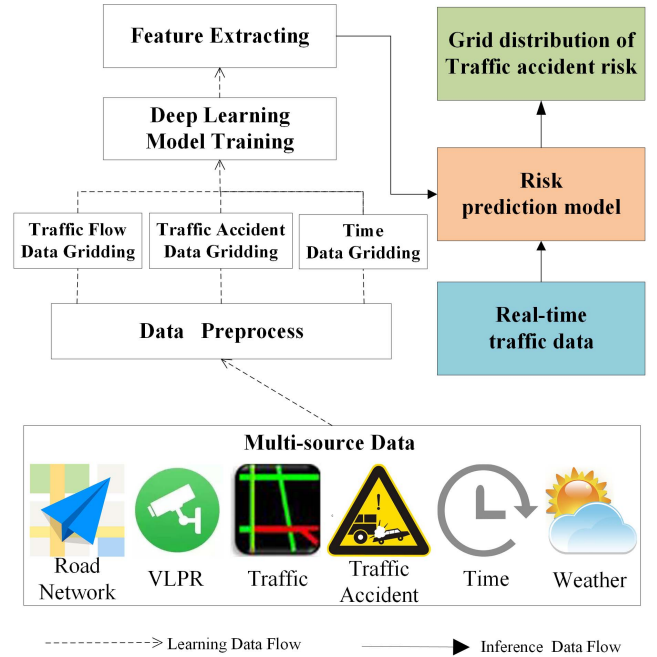 Feature Extracting
Grid distribution of
Traffic accident risk
Deep Learning
Model Training
Risk
prediction model
Traffic Flow
Data Gridding
Traffic Accident
Data Gridding
Time
Data Gridding
Data Preprocess
Real-time
traffic data
Multi-source Data
Road
Network
VLPR
Traffic
Traffic
Accident
Time
Weather
Learning Data Flow
Inference Data Flow